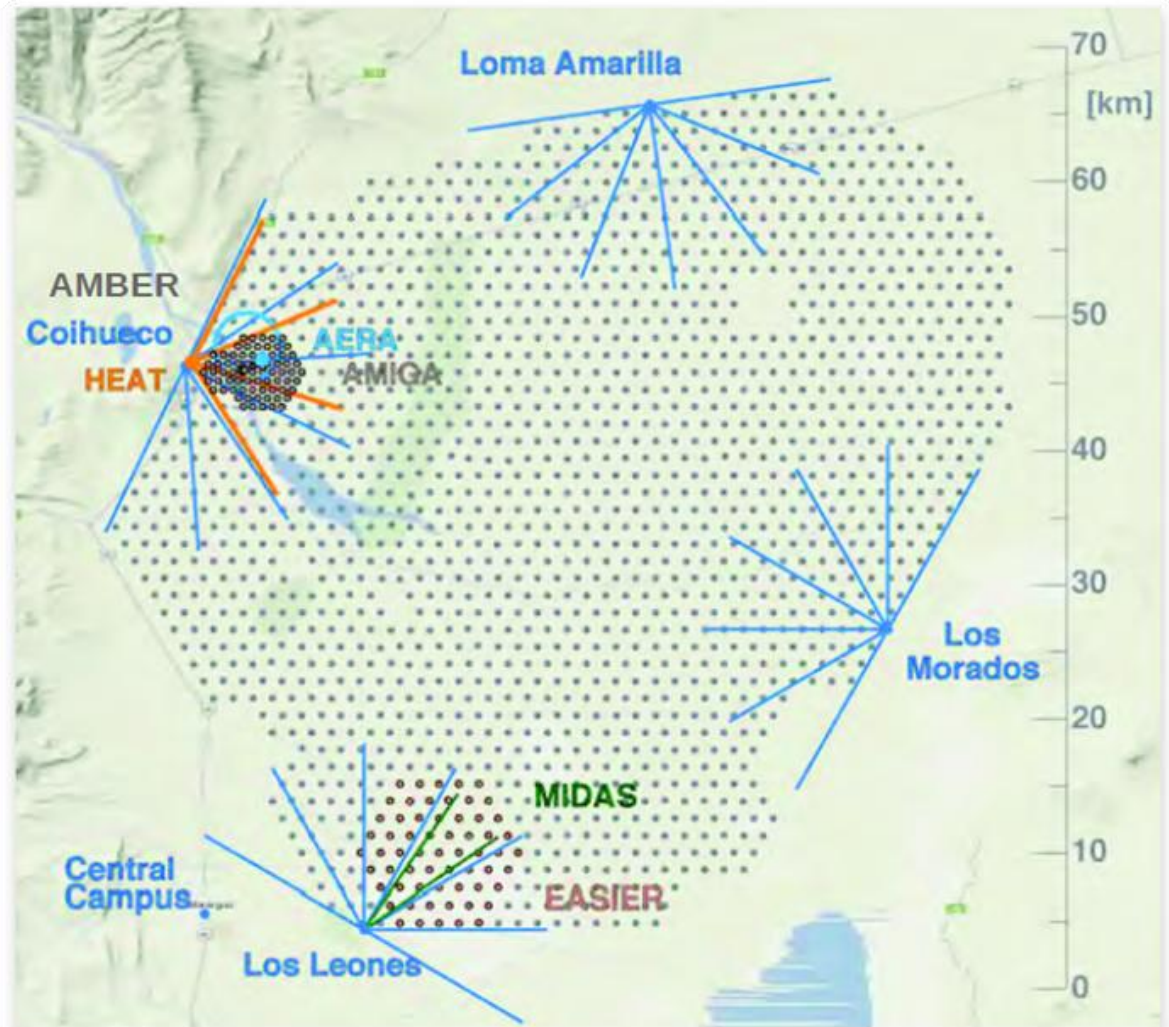 70
Loma Amarilla
[km]
60
AMBER
50
Coihueco
AERA
HEAT
AMIGA
40
30
Los
Morados
20
MIDAS
10
Central
Campus
EASIER
Los Leones
0